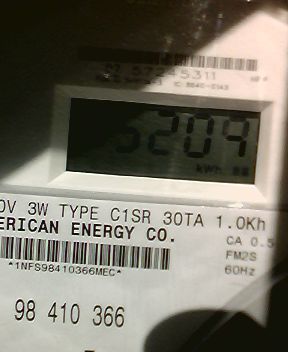 5209
kWh
0V 3W TYPE C1SR 30TA 1.0Kh
ERICAN ENERGY CO.
CA 0.5
FM2S
60Hz
*1NFS98410366MEC*
98 410 366